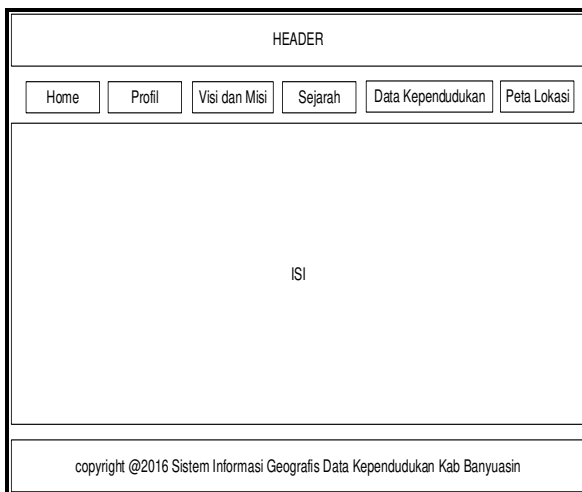 HEADER
Home Profil Visi dan Misi Sejarah Data Kependudukan Peta Lokasi
ISI
copyright @2016 Sistem Informasi Geografis Data Kependudukan Kab Banyuasin